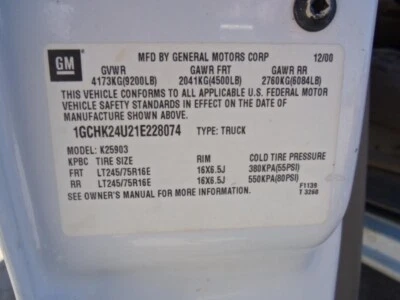 GM
MFD BY GENERAL MOTORS CORP 12/00
GVWR GAWR FRT GAWR RR
4173KG(9200LB) 2041KG(4500LB) 2760KG(6084LB)
THIS VEHICLE CONFORMS TO ALL APPLICABLE U.S. FEDERAL MOTOR
VEHICLE SAFETY STANDARDS IN EFFECT ON THE DATE OF
MANUFACTURE SHOWN ABOVE.
1GCHK24U21E228074 TYPE: TRUCK
MODEL: K25903
KPBC TIRE SIZE RIM COLD TIRE PRESSURE
FRT LT245/75R16E 16X6.5J 380KPA(55PSI)
RR LT245/75R16E 16X6.5J 550KPA(80PSI)
SEE OWNER'S MANUAL FOR MORE INFORMATION. F1136
T 3260